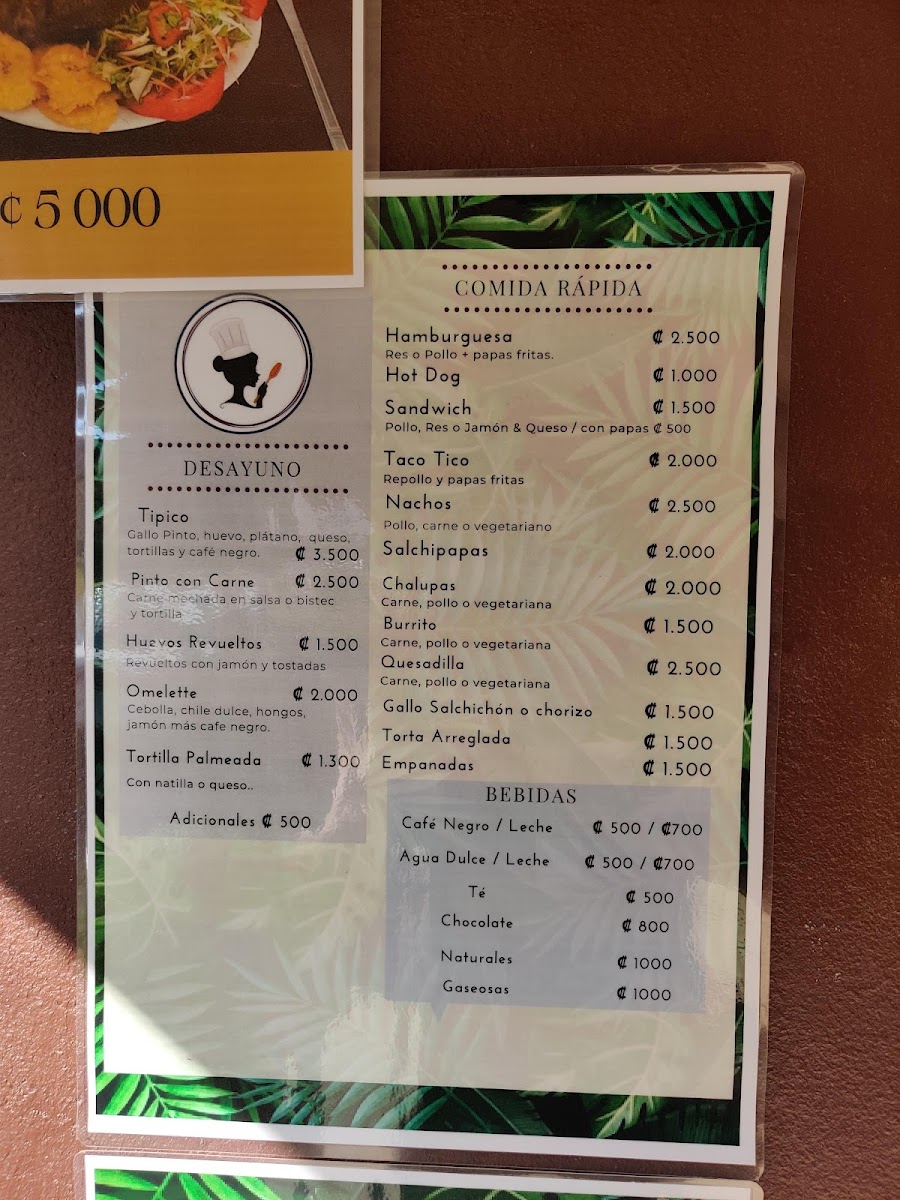 ₡ 5 000
DESAYUNO
Tipico
Gallo Pinto, huevo, plátano, queso,
tortillas y café negro. ₡ 3.500
Pinto con Carne ₡ 2.500
Carne mechada en salsa o bistec
y tortilla
Huevos Revueltos ₡ 1.500
Revueltos con jamón y tostadas
Omelette ₡ 2.000
Cebolla, chile dulce, hongos,
jamón más cafe negro.
Tortilla Palmeada ₡ 1.300
Con natilla o queso..
Adicionales ₡ 500
COMIDA RÁPIDA
Hamburguesa ₡ 2.500
Res o Pollo + papas fritas.
Hot Dog ₡ 1.000
Sandwich ₡ 1.500
Pollo, Res o Jamón & Queso / con papas ₡ 500
Taco Tico ₡ 2.000
Repollo y papas fritas
Nachos ₡ 2.500
Pollo, carne o vegetariano
Salchipapas ₡ 2.000
Chalupas ₡ 2.000
Carne, pollo o vegetariana
Burrito ₡ 1.500
Carne, pollo o vegetariana
Quesadilla ₡ 2.500
Carne, pollo o vegetariana
Gallo Salchichón o chorizo ₡ 1.500
Torta Arreglada ₡ 1.500
Empanadas ₡ 1.500
BEBIDAS
Café Negro / Leche ₡ 500 / ₡700
Agua Dulce / Leche ₡ 500 / ₡700
Té ₡ 500
Chocolate ₡ 800
Naturales ₡ 1000
Gaseosas ₡ 1000